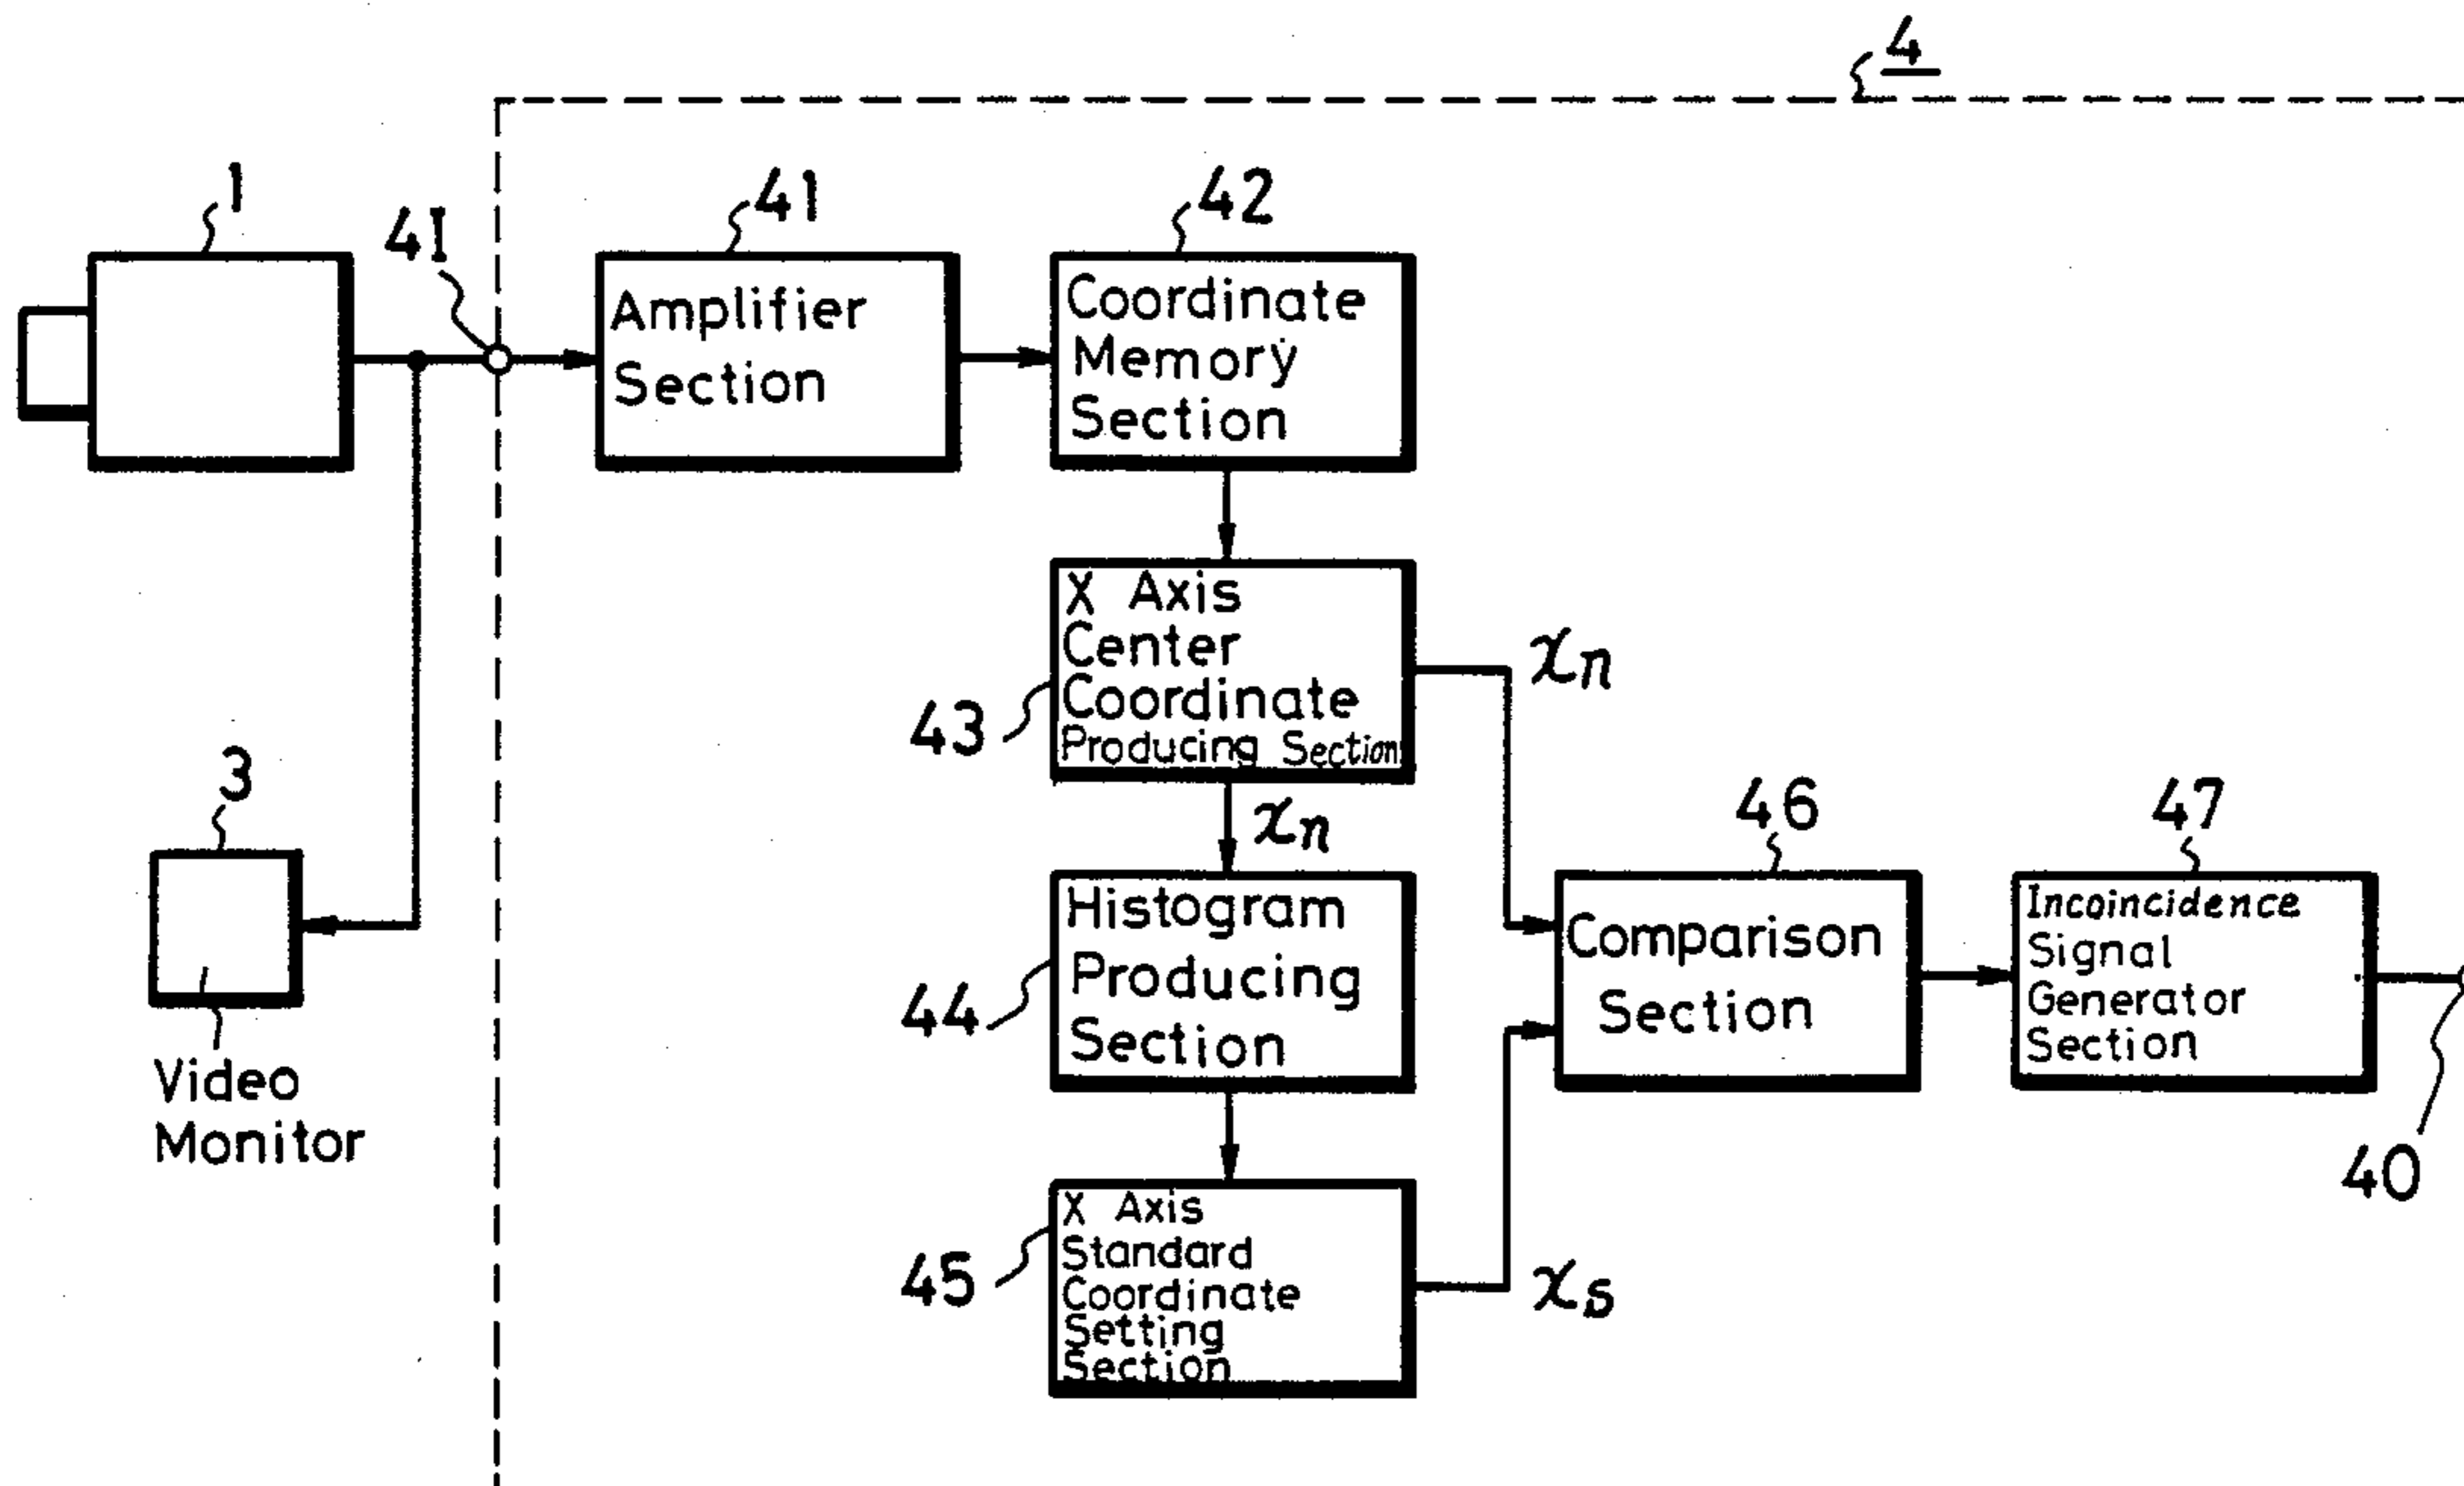 4
1
4I
41
Amplifier
Section
42
Coordinate
Memory
Section
X Axis
Center
Coordinate
Producing Section
43
xn
xn
3
Video
Monitor
Histogram
Producing
Section
44
46
Comparison
Section
47
Incoincidence
Signal
Generator
Section
40
X Axis
Standard
Coordinate
Setting
Section
45
xs